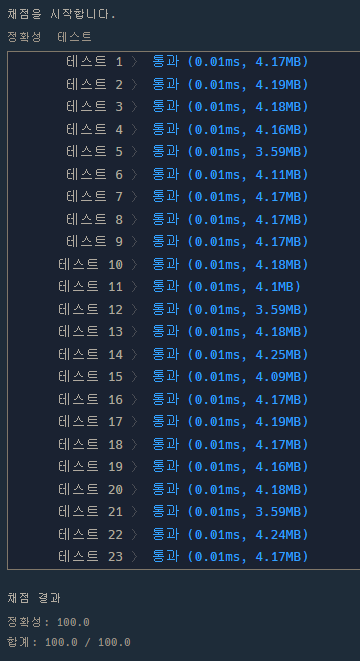 채점을 시작합니다.
정확성 테스트
테스트 1 〉 통과 (0.01ms, 4.17MB)
테스트 2 〉 통과 (0.01ms, 4.19MB)
테스트 3 〉 통과 (0.01ms, 4.18MB)
테스트 4 〉 통과 (0.01ms, 4.16MB)
테스트 5 〉 통과 (0.01ms, 3.59MB)
테스트 6 〉 통과 (0.01ms, 4.11MB)
테스트 7 〉 통과 (0.01ms, 4.17MB)
테스트 8 〉 통과 (0.01ms, 4.17MB)
테스트 9 〉 통과 (0.01ms, 4.17MB)
테스트 10 〉 통과 (0.01ms, 4.18MB)
테스트 11 〉 통과 (0.01ms, 4.1MB)
테스트 12 〉 통과 (0.01ms, 3.59MB)
테스트 13 〉 통과 (0.01ms, 4.18MB)
테스트 14 〉 통과 (0.01ms, 4.25MB)
테스트 15 〉 통과 (0.01ms, 4.09MB)
테스트 16 〉 통과 (0.01ms, 4.17MB)
테스트 17 〉 통과 (0.01ms, 4.19MB)
테스트 18 〉 통과 (0.01ms, 4.17MB)
테스트 19 〉 통과 (0.01ms, 4.16MB)
테스트 20 〉 통과 (0.01ms, 4.18MB)
테스트 21 〉 통과 (0.01ms, 3.59MB)
테스트 22 〉 통과 (0.01ms, 4.24MB)
테스트 23 〉 통과 (0.01ms, 4.17MB)
채점 결과
정확성: 100.0
합계: 100.0 / 100.0